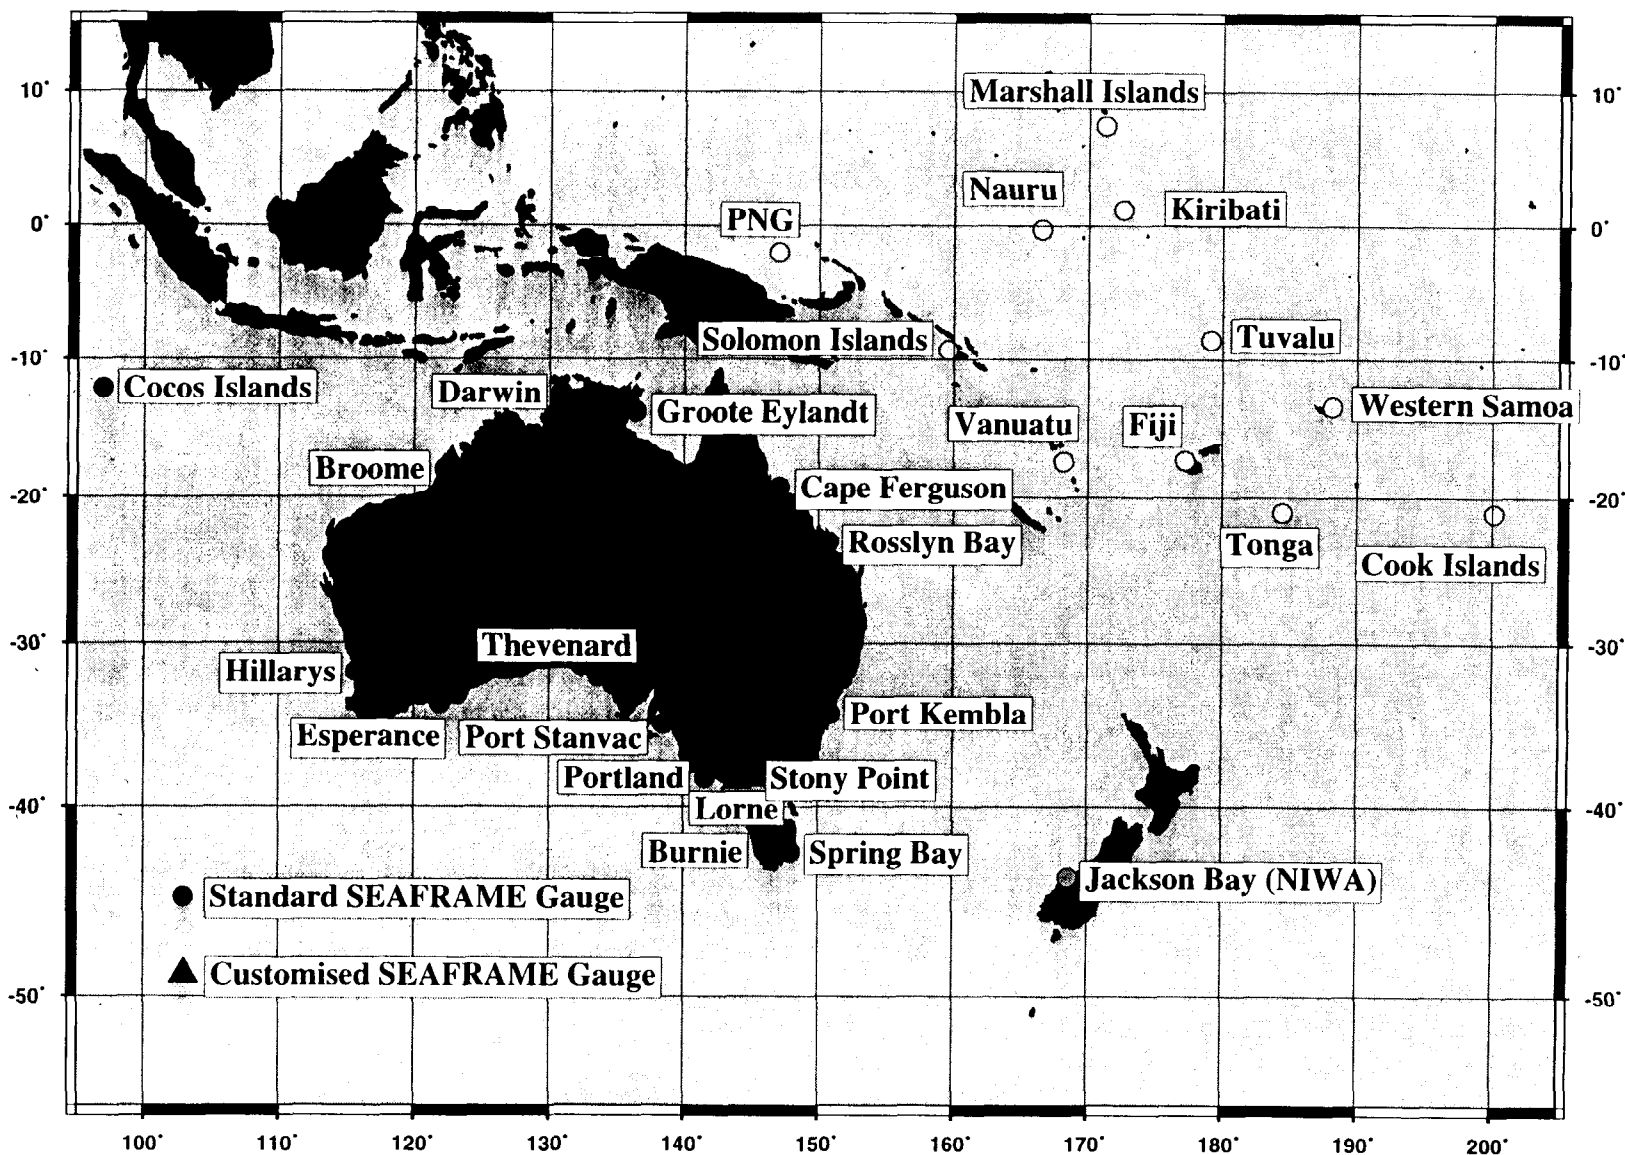 Marshall Islands
10°
10°
Nauru
Kiribati
PNG
0°
0°
Solomon Islands
Tuvalu
-10°
-10°
Cocos Islands
Darwin
Groote Eylandt
Vanuatu
Fiji
Western Samoa
Broome
Cape Ferguson
-20°
-20°
Rosslyn Bay
Tonga
Cook Islands
Thevenard
-30°
-30°
Hillarys
Port Kembla
Esperance
Port Stanvac
Portland
Stony Point
-40°
Lorne
-40°
Burnie
Spring Bay
Jackson Bay (NIWA)
Standard SEAFRAME Gauge
Customised SEAFRAME Gauge
-50°
-50°
100°
110°
120°
130°
140°
150°
160°
170°
180°
190°
200°